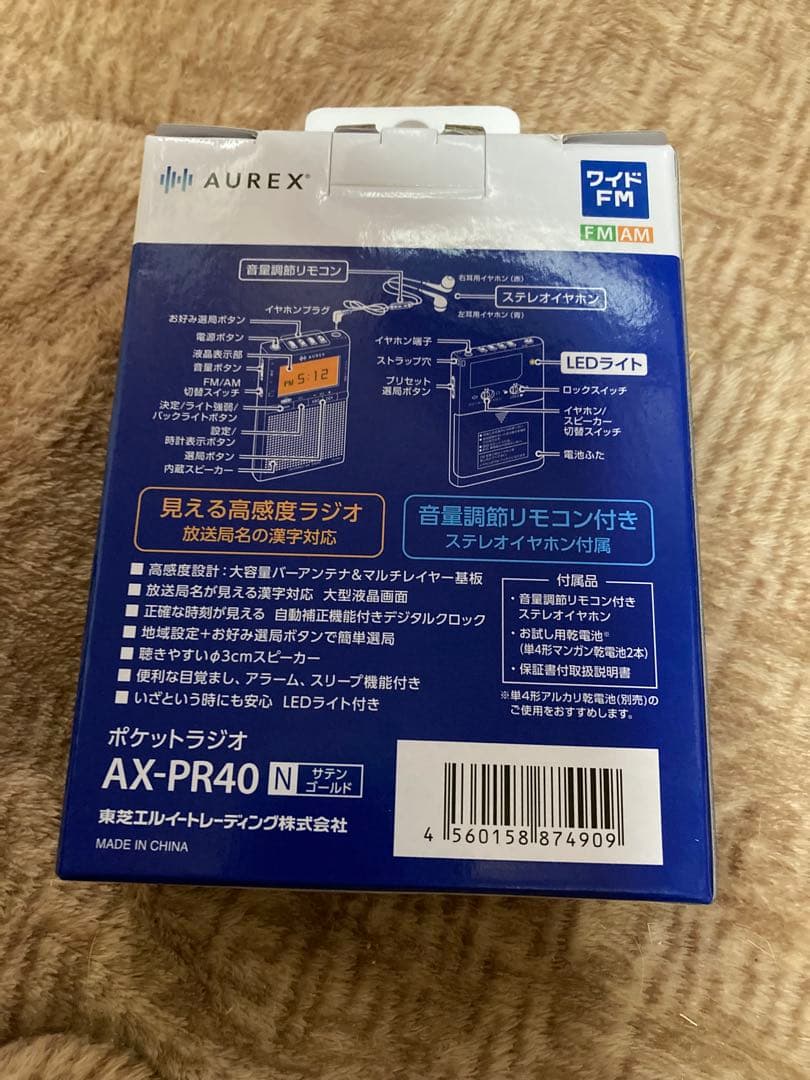 AUREX®
ワイド
FM
FM AM
音量調節リモコン
右耳用イヤホン(赤)
ステレオイヤホン
左耳用イヤホン(青)
イヤホンプラグ
お好み選局ボタン
電源ボタン
液晶表示部
音量ボタン
FM/AM
切替スイッチ
決定/ライト強弱/
バックライトボタン
設定/
時計表示ボタン
選局ボタン
内蔵スピーカー
AUREX
PM 5:12
イヤホン端子
ストラップ穴
プリセット
選局ボタン
LEDライト
ロックスイッチ
イヤホン/
スピーカー
切替スイッチ
電池ふた
見える高感度ラジオ
放送局名の漢字対応
音量調節リモコン付き
ステレオイヤホン付属
■ 高感度設計:大容量バーアンテナ&マルチレイヤー基板
■ 放送局名が見える漢字対応 大型液晶画面
■ 正確な時刻が見える 自動補正機能付きデジタルクロック
■ 地域設定+お好み選局ボタンで簡単選局
■ 聴きやすいφ3cmスピーカー
■ 便利な目覚まし、アラーム、スリープ機能付き
■ いざという時にも安心 LEDライト付き
付属品
・音量調節リモコン付き
ステレオイヤホン
・お試し用乾電池※
(単4形マンガン乾電池2本)
・保証書付取扱説明書
※単4形アルカリ乾電池(別売)の
ご使用をおすすめします。
ポケットラジオ
AX-PR40 N サテン
ゴールド
東芝エルイートレーディング株式会社
MADE IN CHINA
4 560158 874909